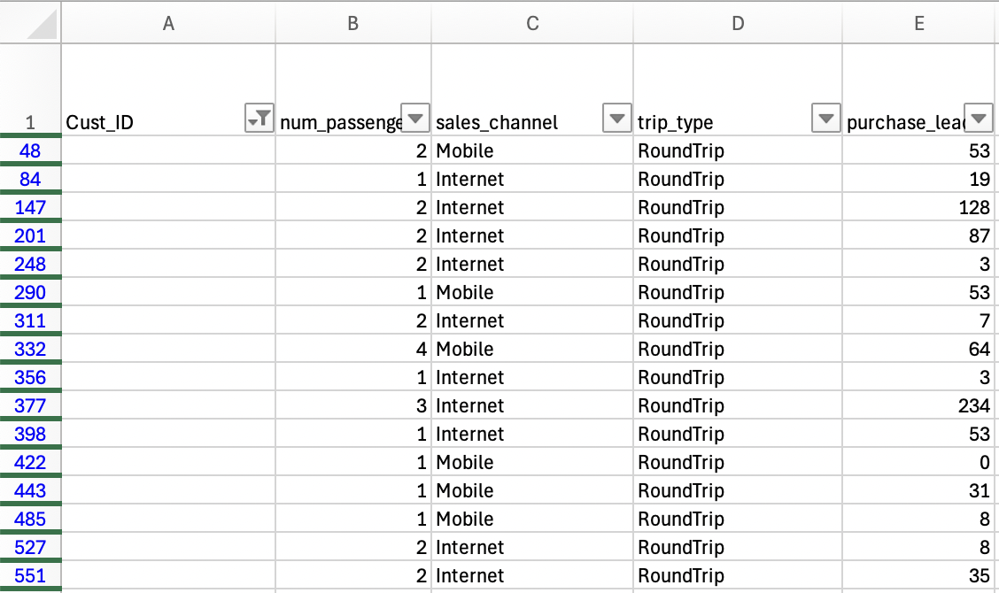 A B C D E
1 Cust_ID num_passenge sales_channel trip_type purchase_lea
48 2 Mobile RoundTrip 53
84 1 Internet RoundTrip 19
147 2 Internet RoundTrip 128
201 2 Internet RoundTrip 87
248 2 Internet RoundTrip 3
290 1 Mobile RoundTrip 53
311 2 Internet RoundTrip 7
332 4 Mobile RoundTrip 64
356 1 Internet RoundTrip 3
377 3 Internet RoundTrip 234
398 1 Internet RoundTrip 53
422 1 Mobile RoundTrip 0
443 1 Mobile RoundTrip 31
485 1 Mobile RoundTrip 8
527 2 Internet RoundTrip 8
551 2 Internet RoundTrip 35